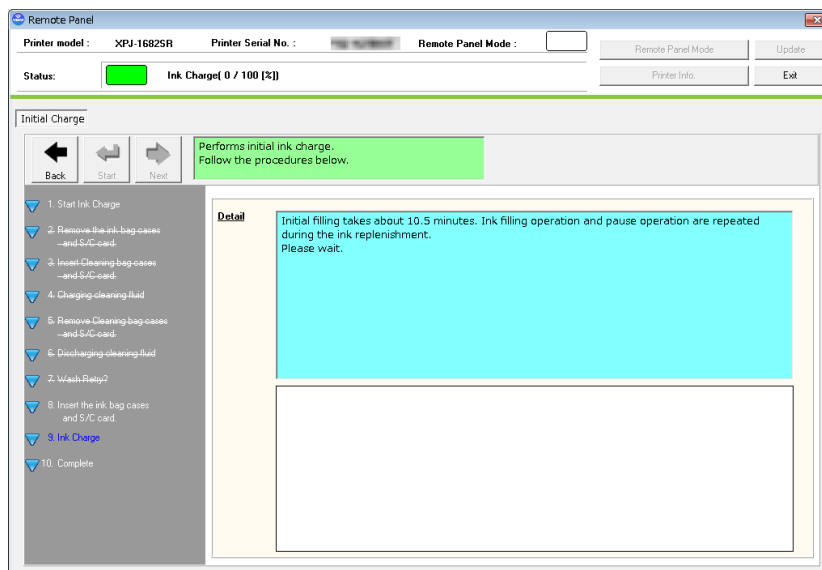 Remote Panel
Printer model : XPJ-1682SR Printer Serial No. : Remote Panel Mode :
Remote Panel Mode Update
Status: Ink Charge( 0 / 100 [%])
Printer Info. Exit
Initial Charge
Back Start Next
Performs initial ink charge.
Follow the procedures below.
1. Start Ink Charge
2. Remove the ink bag cases
and S/C card.
3. Insert Cleaning bag cases
and S/C card.
4. Charging cleaning fluid
5. Remove Cleaning bag cases
and S/C card.
6. Discharging cleaning fluid
7. Wash Retry?
8. Insert the ink bag cases
and S/C card.
9. Ink Charge
10. Complete
Detail
Initial filling takes about 10.5 minutes. Ink filling operation and pause operation are repeated
during the ink replenishment.
Please wait.